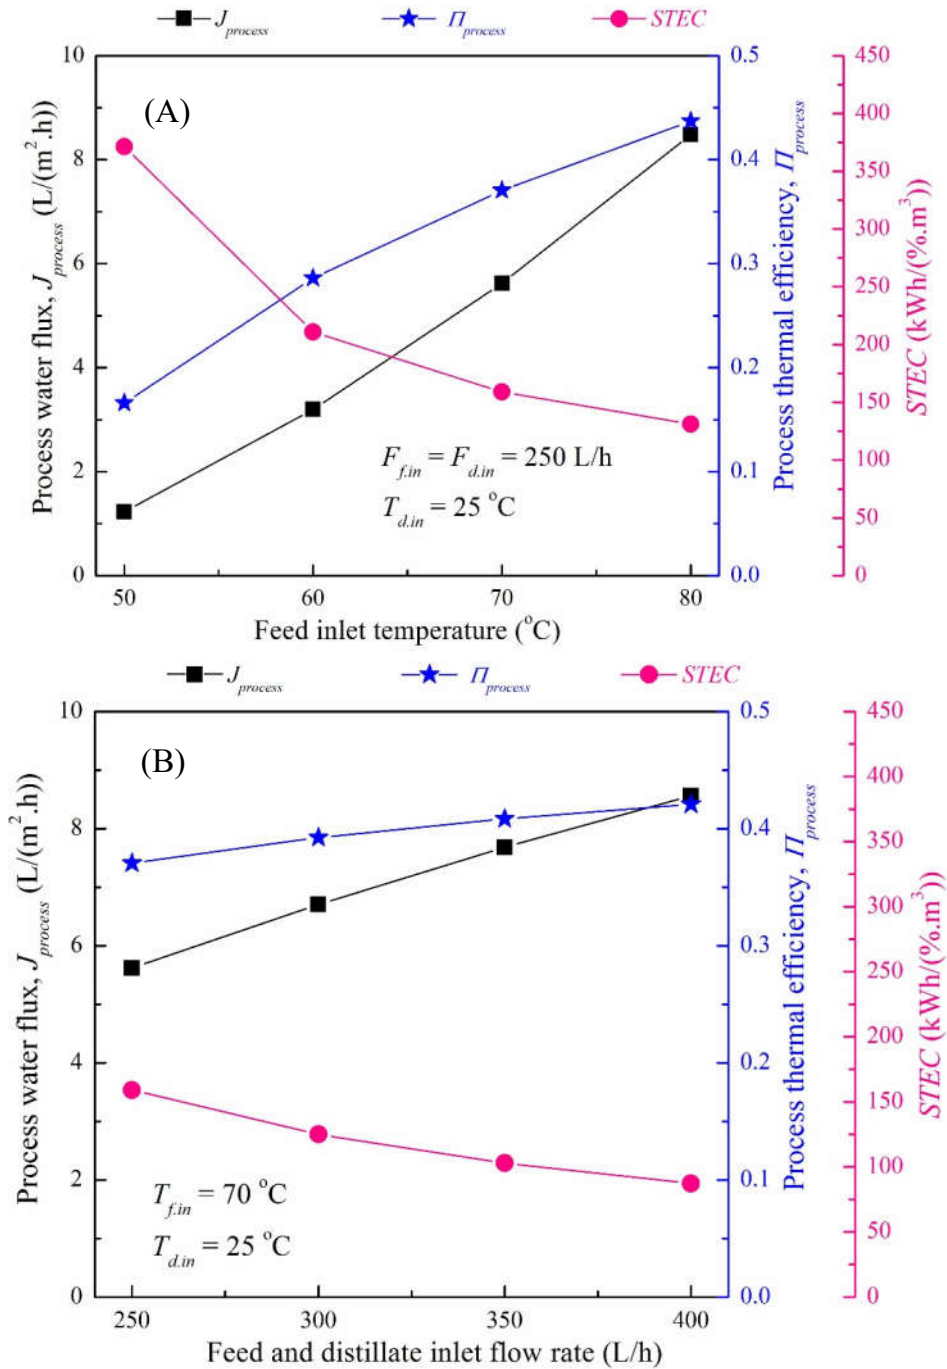 J_process Π_process STEC
(A)
10
8
6
4
2
0
Process water flux, J_process (L/(m².h))
0.5
0.4
0.3
0.2
0.1
0.0
Process thermal efficiency, Π_process
450
400
350
300
250
200
150
100
50
0
STEC (kWh/(%.m³))
F_f.in = F_d.in = 250 L/h
T_d.in = 25 °C
50 60 70 80
Feed inlet temperature (°C)
J_process Π_process STEC
(B)
10
8
6
4
2
0
Process water flux, J_process (L/(m².h))
0.5
0.4
0.3
0.2
0.1
0.0
Process thermal efficiency, Π_process
450
400
350
300
250
200
150
100
50
0
STEC (kWh/(%.m³))
T_f.in = 70 °C
T_d.in = 25 °C
250 300 350 400
Feed and distillate inlet flow rate (L/h)